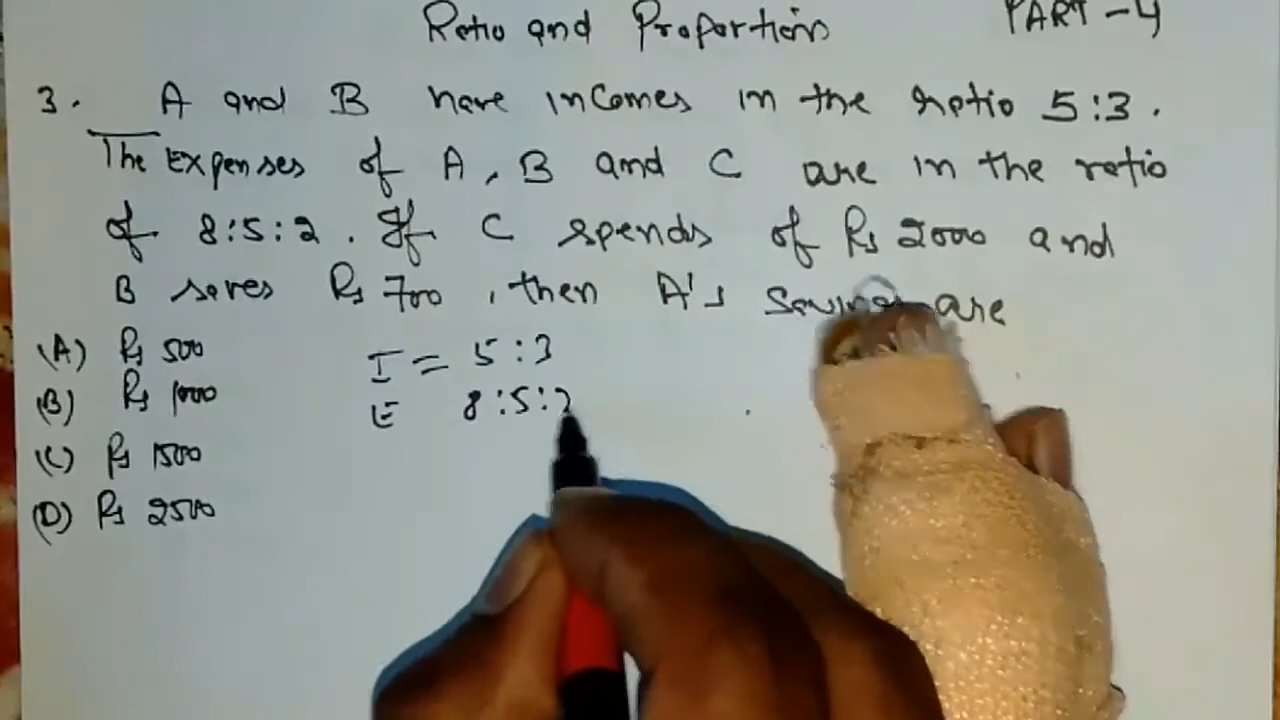 Ratio and Proportion PART - 4
3. A and B have incomes in the ratio 5:3.
The Expenses of A, B and C are in the ratio
of 8:5:2. If C spends of Rs 2000 and
B saves Rs 700, then A's are
(A) Rs 500
(B) Rs 1000
(C) Rs 1500
(D) Rs 2500
I = 5:3
E 8:5:2